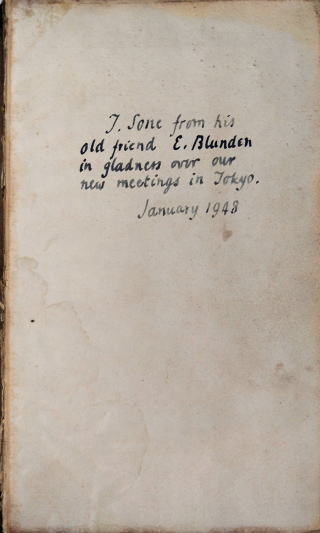 T. Sone from his
old friend E. Blunden
in gladness over our
new meetings in Tokyo.
January 1948